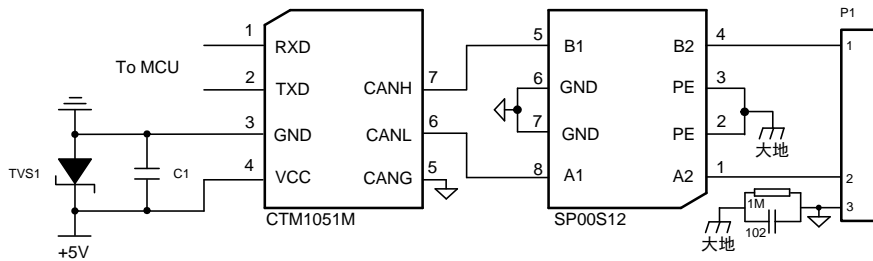 P1
1 RXD
5 B1 B2 4
1
To MCU
2 TXD
7 CANH
6 GND PE 3
3 GND
6 CANL
7 GND PE 2
大地
TVS1
C1
4 VCC
5 CANG
8 A1 A2 1
2
1M
3
102
大地
CTM1051M
SP00S12
+5V